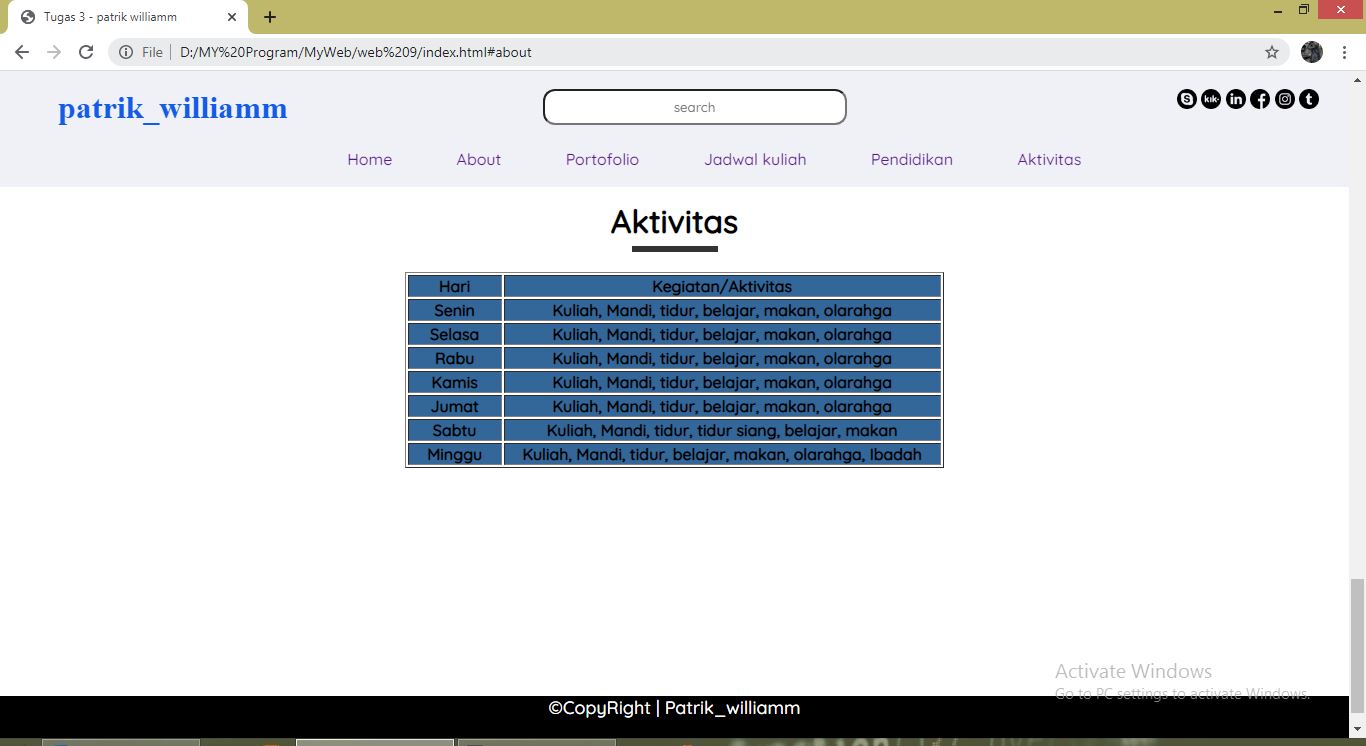 Tugas 3 - patrik williamm
File | D:/MY%20Program/MyWeb/web%209/index.html#about
patrik_williamm
search
kik.
in
Home About Portofolio Jadwal kuliah Pendidikan Aktivitas
Aktivitas
Hari Kegiatan/Aktivitas
Senin Kuliah, Mandi, tidur, belajar, makan, olarahga
Selasa Kuliah, Mandi, tidur, belajar, makan, olarahga
Rabu Kuliah, Mandi, tidur, belajar, makan, olarahga
Kamis Kuliah, Mandi, tidur, belajar, makan, olarahga
Jumat Kuliah, Mandi, tidur, belajar, makan, olarahga
Sabtu Kuliah, Mandi, tidur, tidur siang, belajar, makan
Minggu Kuliah, Mandi, tidur, belajar, makan, olarahga, Ibadah
Activate Windows
Go to PC settings to activate Windows.
©CopyRight | Patrik_williamm